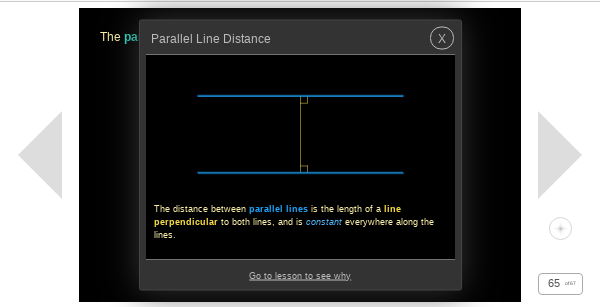 The pa
Parallel Line Distance
X
The distance between parallel lines is the length of a line
perpendicular to both lines, and is constant everywhere along the
lines.
Go to lesson to see why
65 of 67